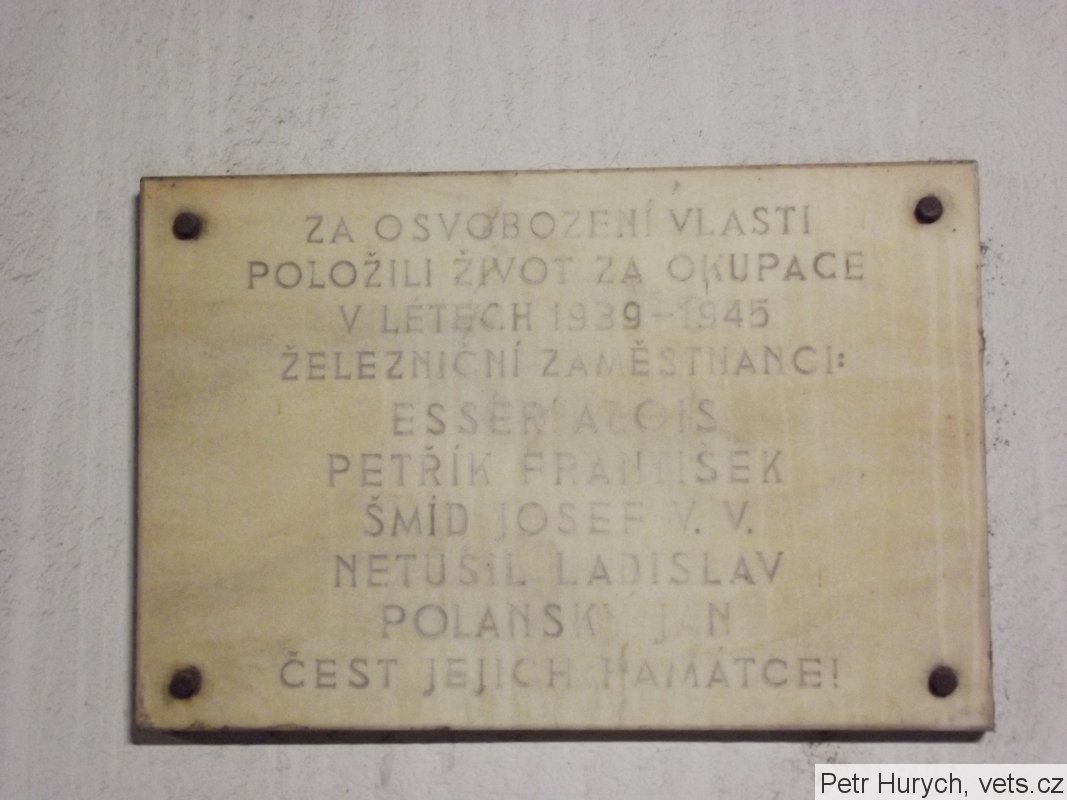 ZA OSVOBOZENÍ VLASTI
POLOŽILI ŽIVOT ZA OKUPACE
V LÉTECH 1939-1945
ŽELEZNIČNÍ ZAMĚSTNANCI:
ESSER ALOIS
PETŘÍK FRANTIŠEK
ŠMÍD JOSEF V. V.
NETUŠIL LADISLAV
POLANSKÝ JAN
ČEST JEJICH PAMÁTCE!
Petr Hurych, vets.cz